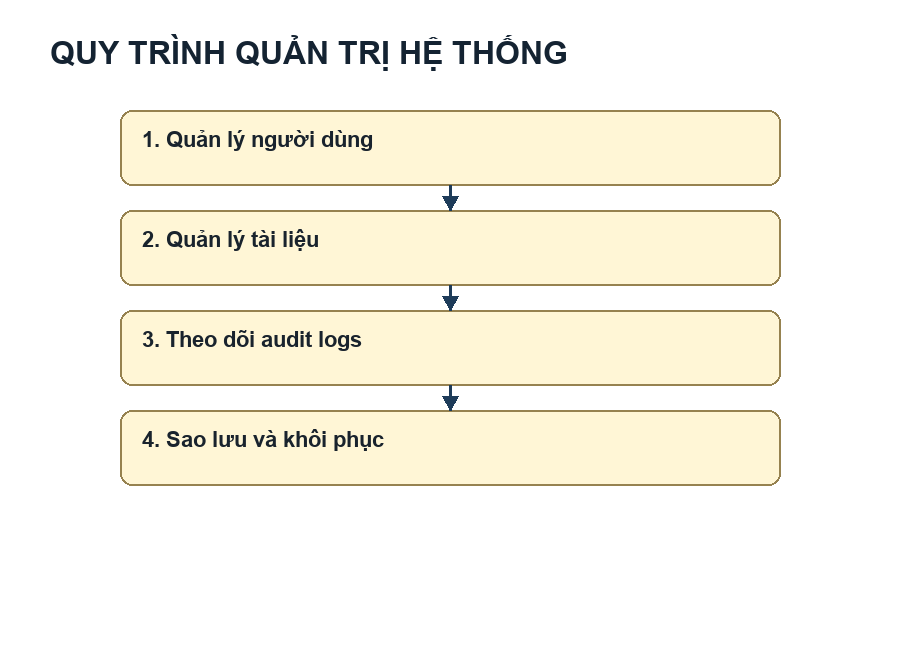 QUY TRÌNH QUẢN TRỊ HỆ THỐNG
1. Quản lý người dùng
2. Quản lý tài liệu
3. Theo dõi audit logs
4. Sao lưu và khôi phục